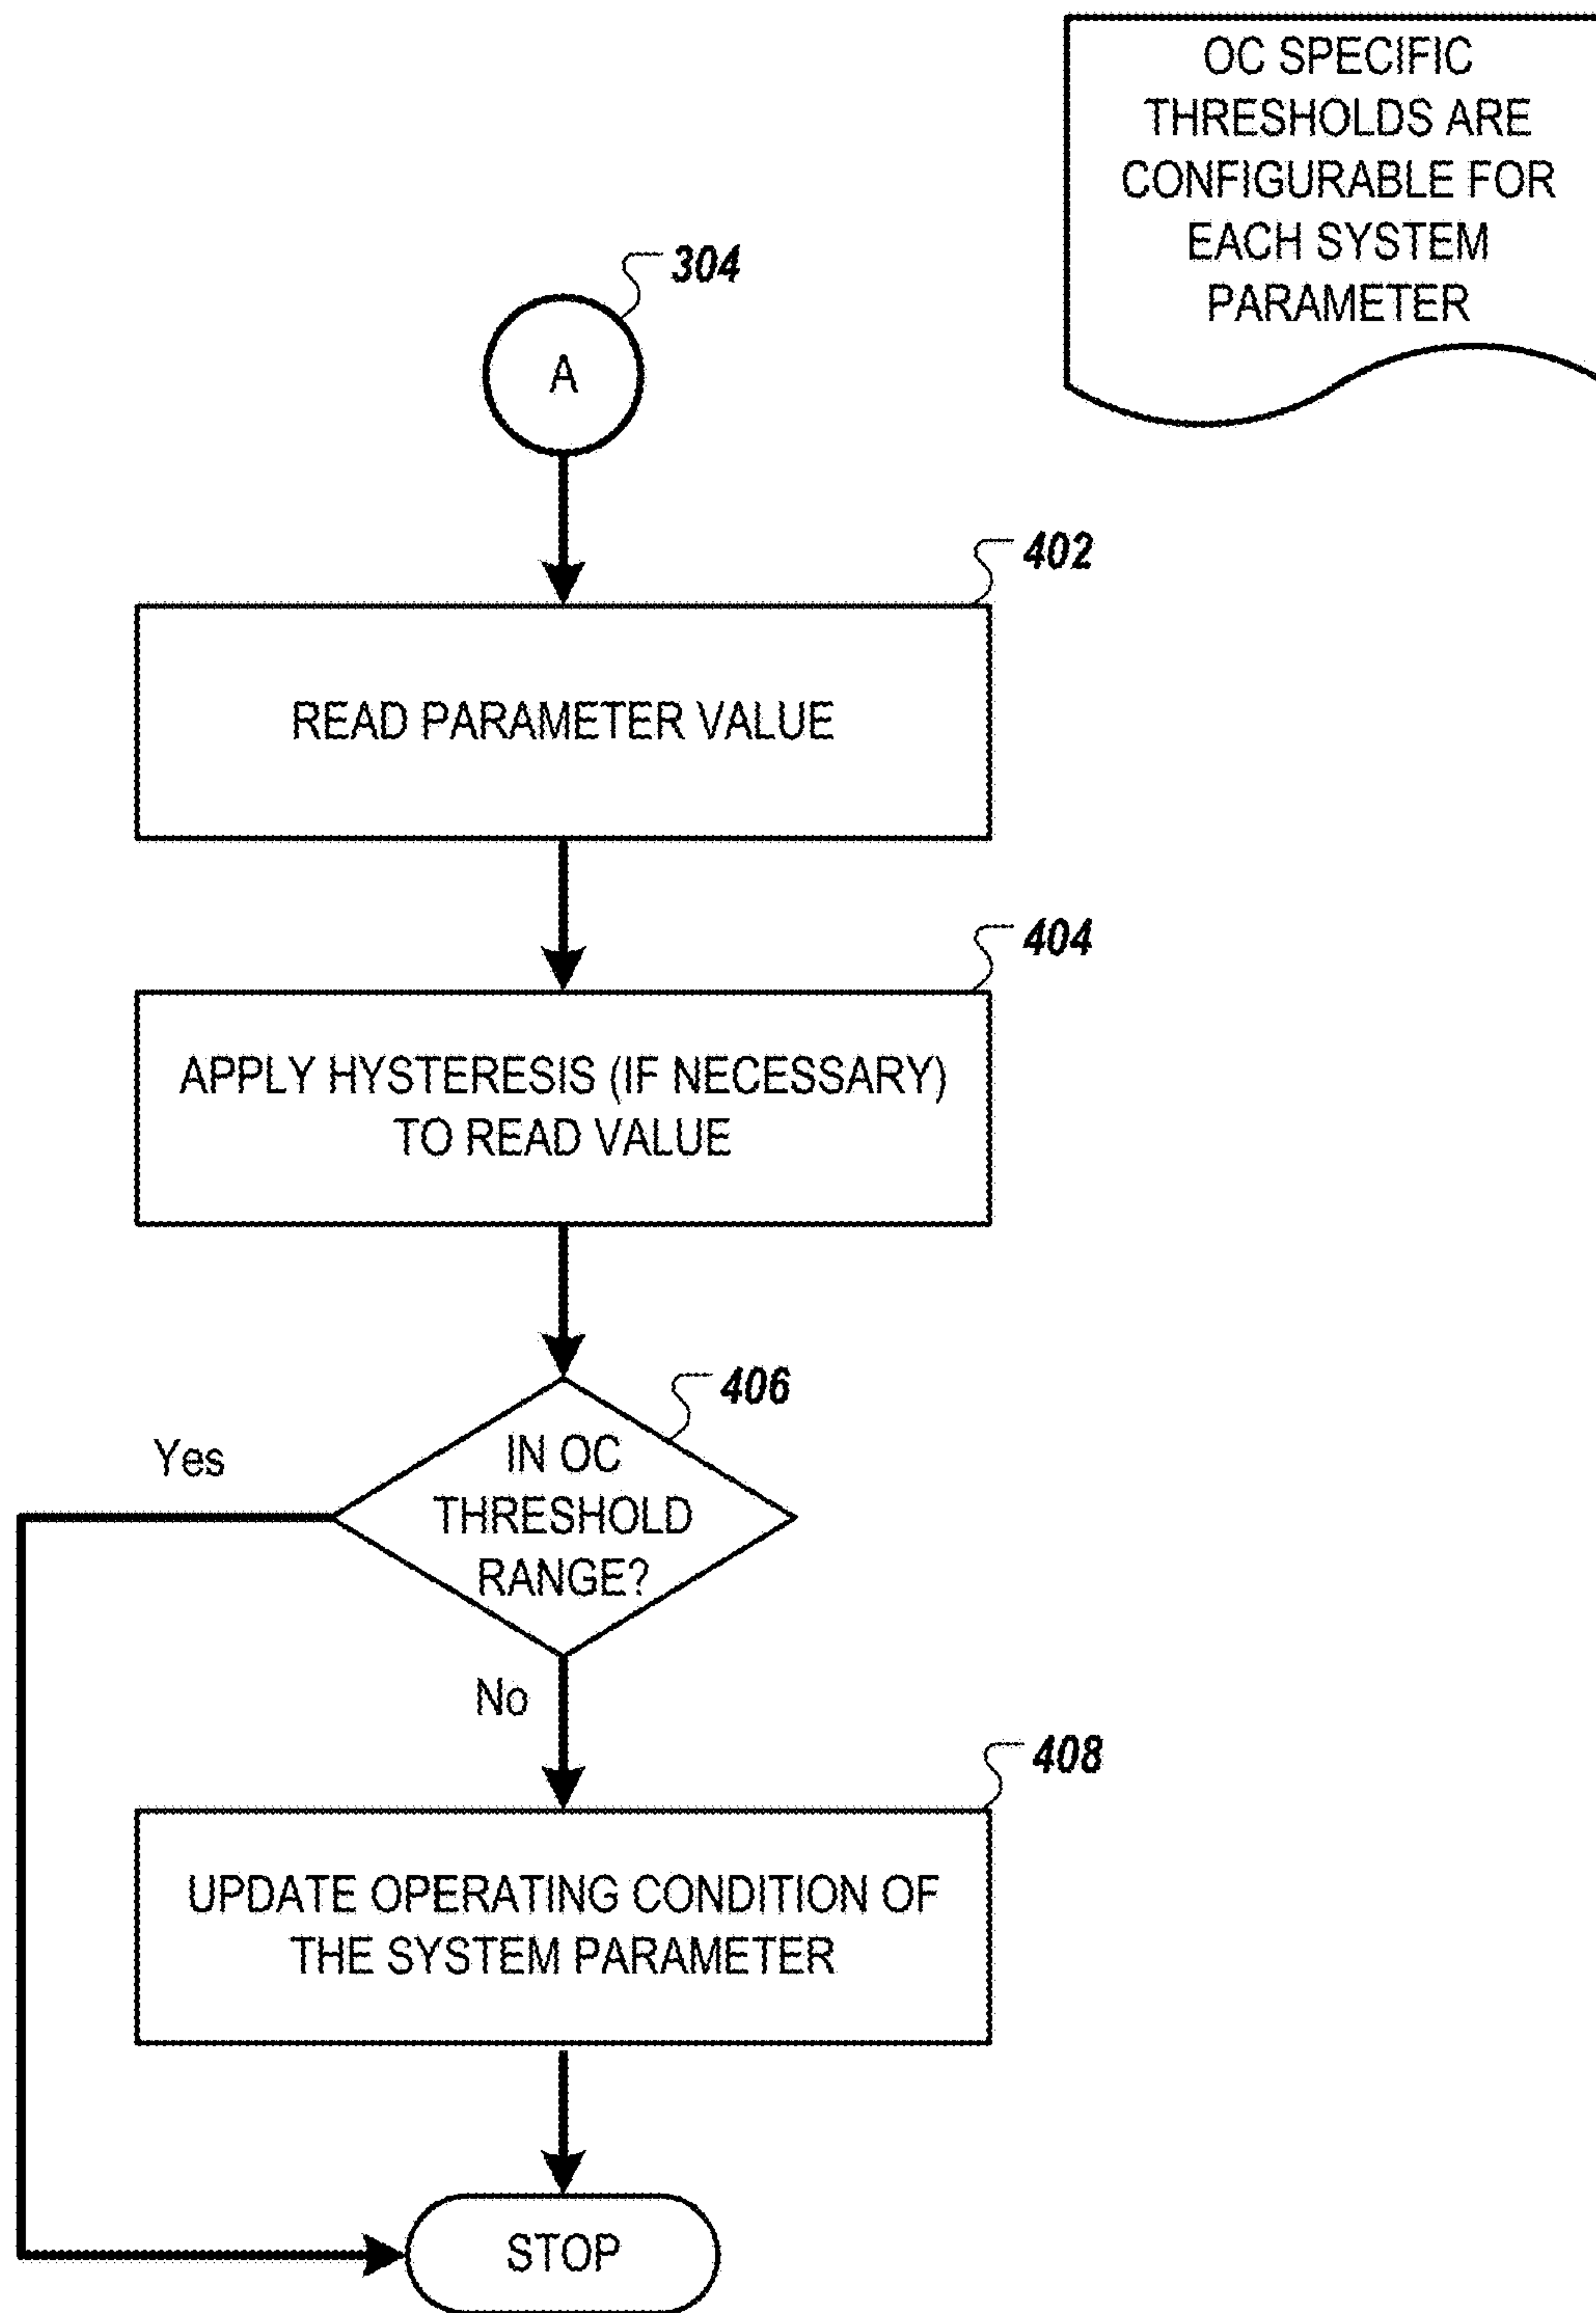 OC SPECIFIC
THRESHOLDS ARE
CONFIGURABLE FOR
EACH SYSTEM
PARAMETER
304
A
402
READ PARAMETER VALUE
404
APPLY HYSTERESIS (IF NECESSARY)
TO READ VALUE
406
Yes
IN OC
THRESHOLD
RANGE?
No
408
UPDATE OPERATING CONDITION OF
THE SYSTEM PARAMETER
STOP